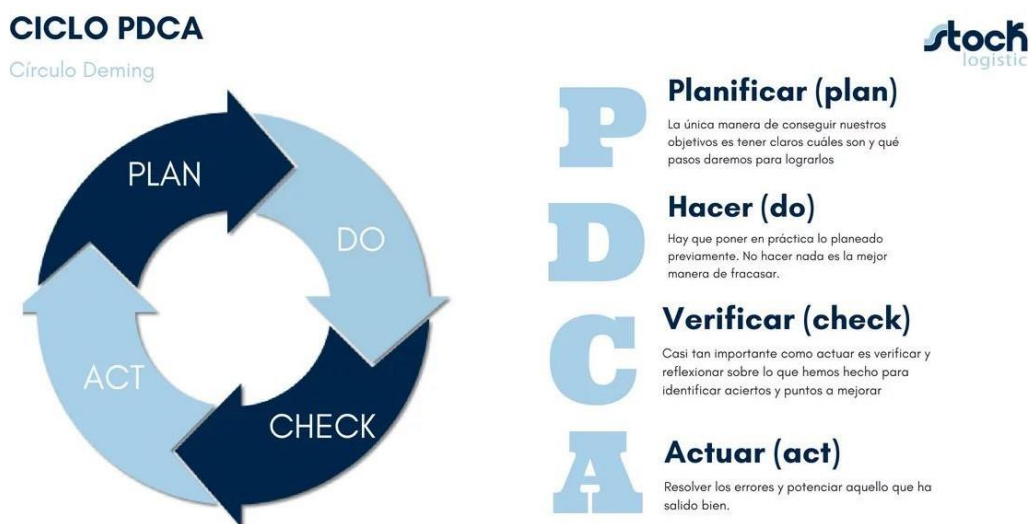 CICLO PDCA
Círculo Deming
PLAN
DO
CHECK
ACT
stock
logistic
P
Planificar (plan)
La única manera de conseguir nuestros
objetivos es tener claros cuáles son y qué
pasos daremos para lograrlos
D
Hacer (do)
Hay que poner en práctica lo planeado
previamente. No hacer nada es la mejor
manera de fracasar.
C
Verificar (check)
Casi tan importante como actuar es verificar y
reflexionar sobre lo que hemos hecho para
identificar aciertos y puntos a mejorar
A
Actuar (act)
Resolver los errores y potenciar aquello que ha
salido bien.